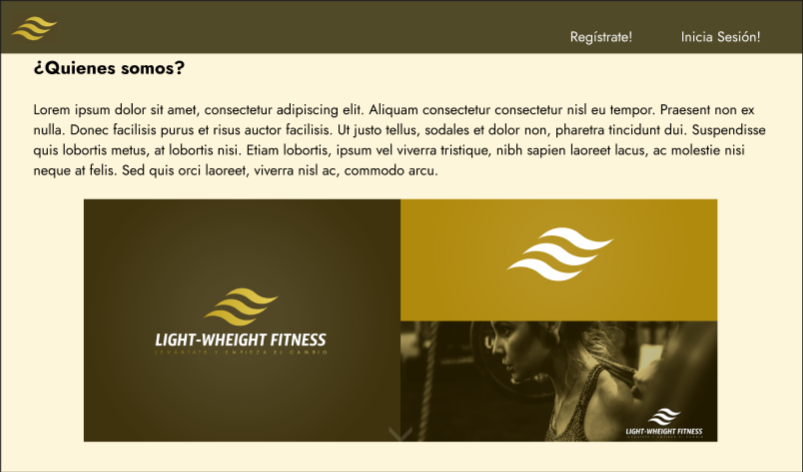 Regístrate!
Inicia Sesión!
¿Quienes somos?
Lorem ipsum dolor sit amet, consectetur adipiscing elit. Aliquam consectetur consectetur nisl eu tempor. Praesent non ex
nulla. Donec facilisis purus et risus auctor facilisis. Ut justo tellus, sodales et dolor non, pharetra tincidunt dui. Suspendisse
quis lobortis metus, at lobortis nisi. Etiam lobortis, ipsum vel viverra tristique, nibh sapien laoreet lacus, ac molestie nisi
neque at felis. Sed quis orci laoreet, viverra nisl ac, commodo arcu.
LIGHT-WHEIGHT FITNESS
LEVANTATE Y EMPIEZA EL CAMBIO
LIGHT-WHEIGHT FITNESS